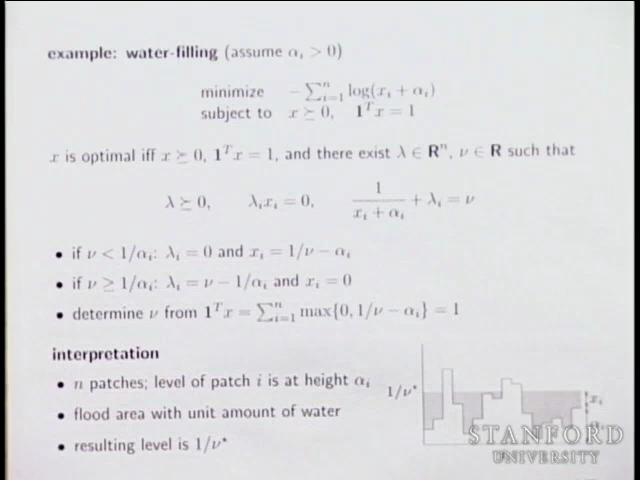 example: water-filling (assume αᵢ > 0)
minimize −∑ⁿᵢ₌₁ log(xᵢ + αᵢ)
subject to x ⪰ 0, 1ᵀx = 1
x is optimal iff x ⪰ 0, 1ᵀx = 1, and there exist λ ∈ Rⁿ, ν ∈ R such that
λ ⪰ 0, λᵢxᵢ = 0, 1/(xᵢ + αᵢ) + λᵢ = ν
• if ν < 1/αᵢ: λᵢ = 0 and xᵢ = 1/ν − αᵢ
• if ν ≥ 1/αᵢ: λᵢ = ν − 1/αᵢ and xᵢ = 0
• determine ν from 1ᵀx = ∑ⁿᵢ₌₁ max{0, 1/ν − αᵢ} = 1
interpretation
• n patches; level of patch i is at height αᵢ
• flood area with unit amount of water
• resulting level is 1/ν*
1/ν*
xᵢ
STANFORD
UNIVERSITY